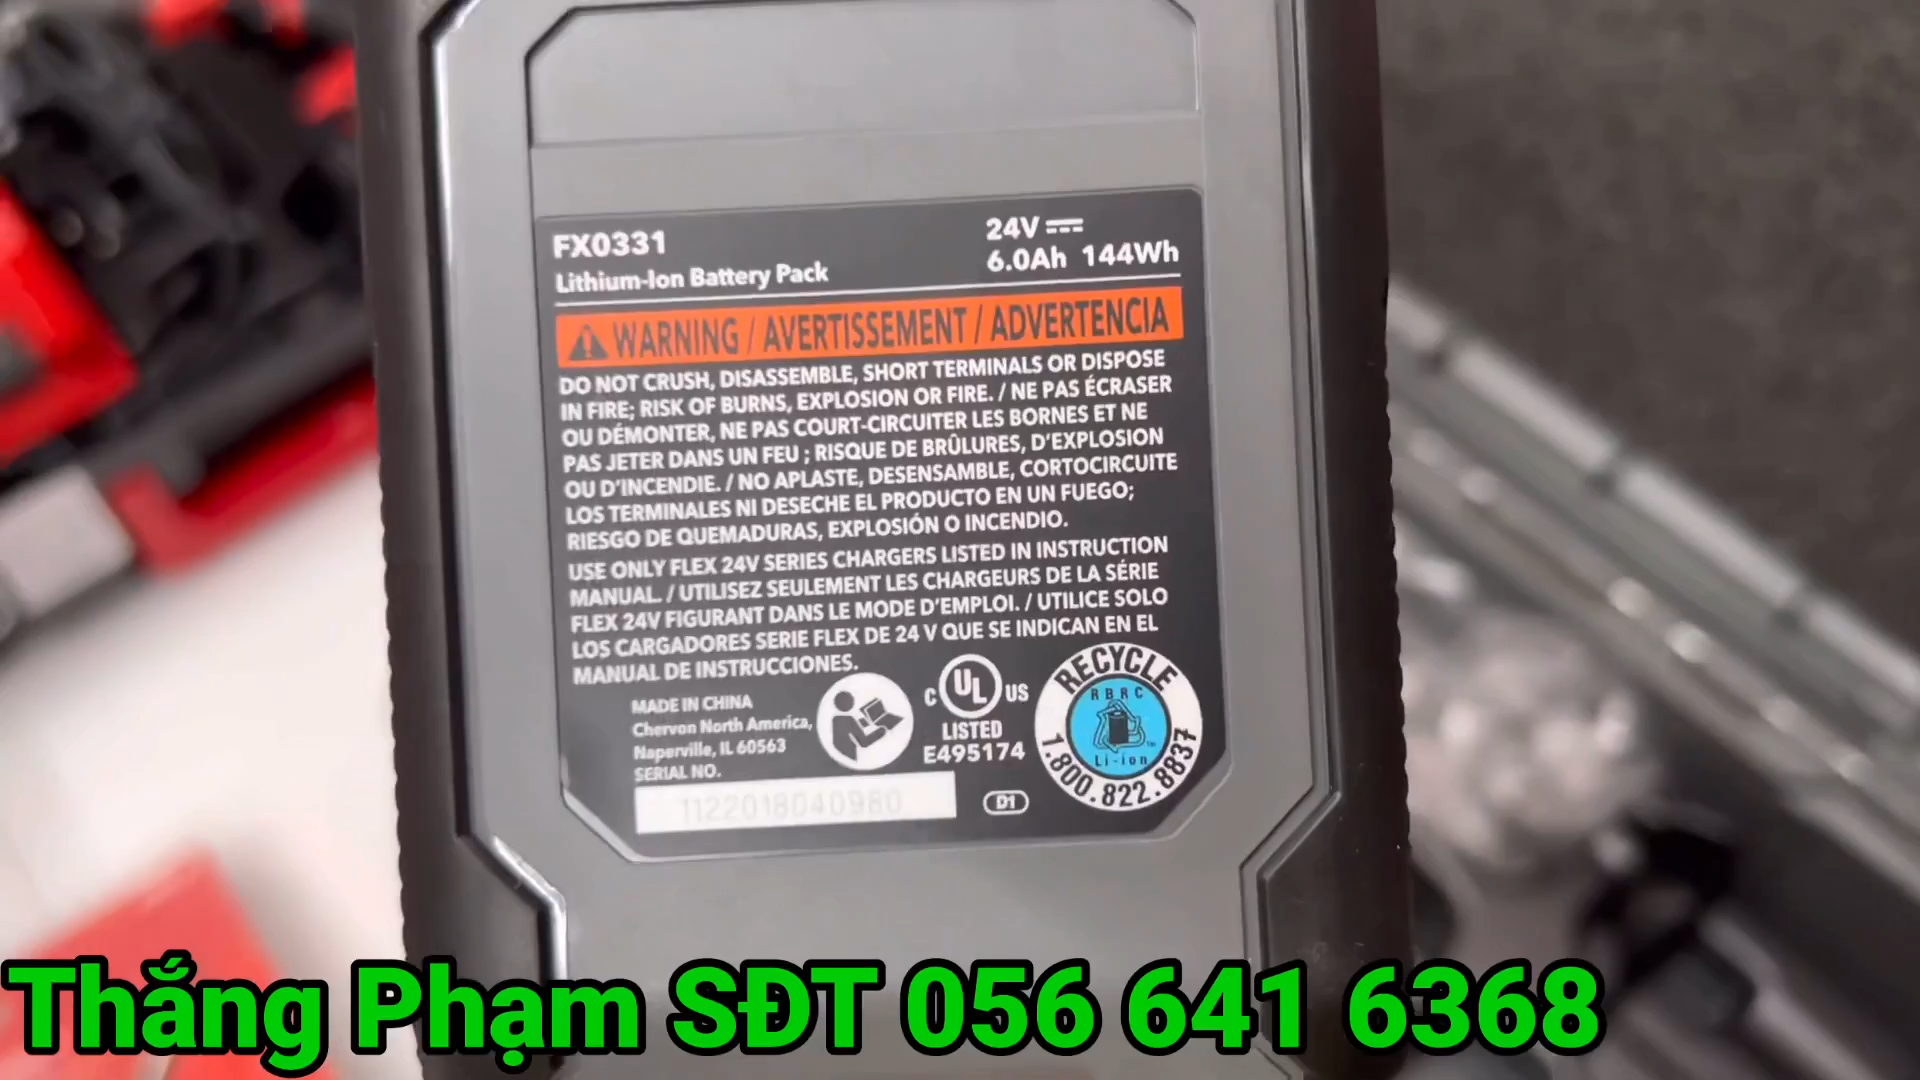 FX0331
Lithium-Ion Battery Pack
24V
6.0Ah 144Wh
WARNING / AVERTISSEMENT / ADVERTENCIA
DO NOT CRUSH, DISASSEMBLE, SHORT TERMINALS OR DISPOSE
IN FIRE; RISK OF BURNS, EXPLOSION OR FIRE. / NE PAS ÉCRASER
OU DÉMONTER, NE PAS COURT-CIRCUITER LES BORNES ET NE
PAS JETER DANS UN FEU ; RISQUE DE BRÛLURES, D'EXPLOSION
OU D'INCENDIE. / NO APLASTE, DESENSAMBLE, CORTOCIRCUITE
LOS TERMINALES NI DESECHE EL PRODUCTO EN UN FUEGO;
RIESGO DE QUEMADURAS, EXPLOSIÓN O INCENDIO.
USE ONLY FLEX 24V SERIES CHARGERS LISTED IN INSTRUCTION
MANUAL. / UTILISEZ SEULEMENT LES CHARGEURS DE LA SÉRIE
FLEX 24V FIGURANT DANS LE MODE D'EMPLOI. / UTILICE SOLO
LOS CARGADORES SERIE FLEX DE 24 V QUE SE INDICAN EN EL
MANUAL DE INSTRUCCIONES.
MADE IN CHINA
Chervon North America,
Naperville, IL 60563
SERIAL NO.
1122018040980
C UL US
LISTED
E495174
D1
RECYCLE
RBRC
Li-ion
1.800.822.8837
Thắng Phạm SĐT 056 641 6368